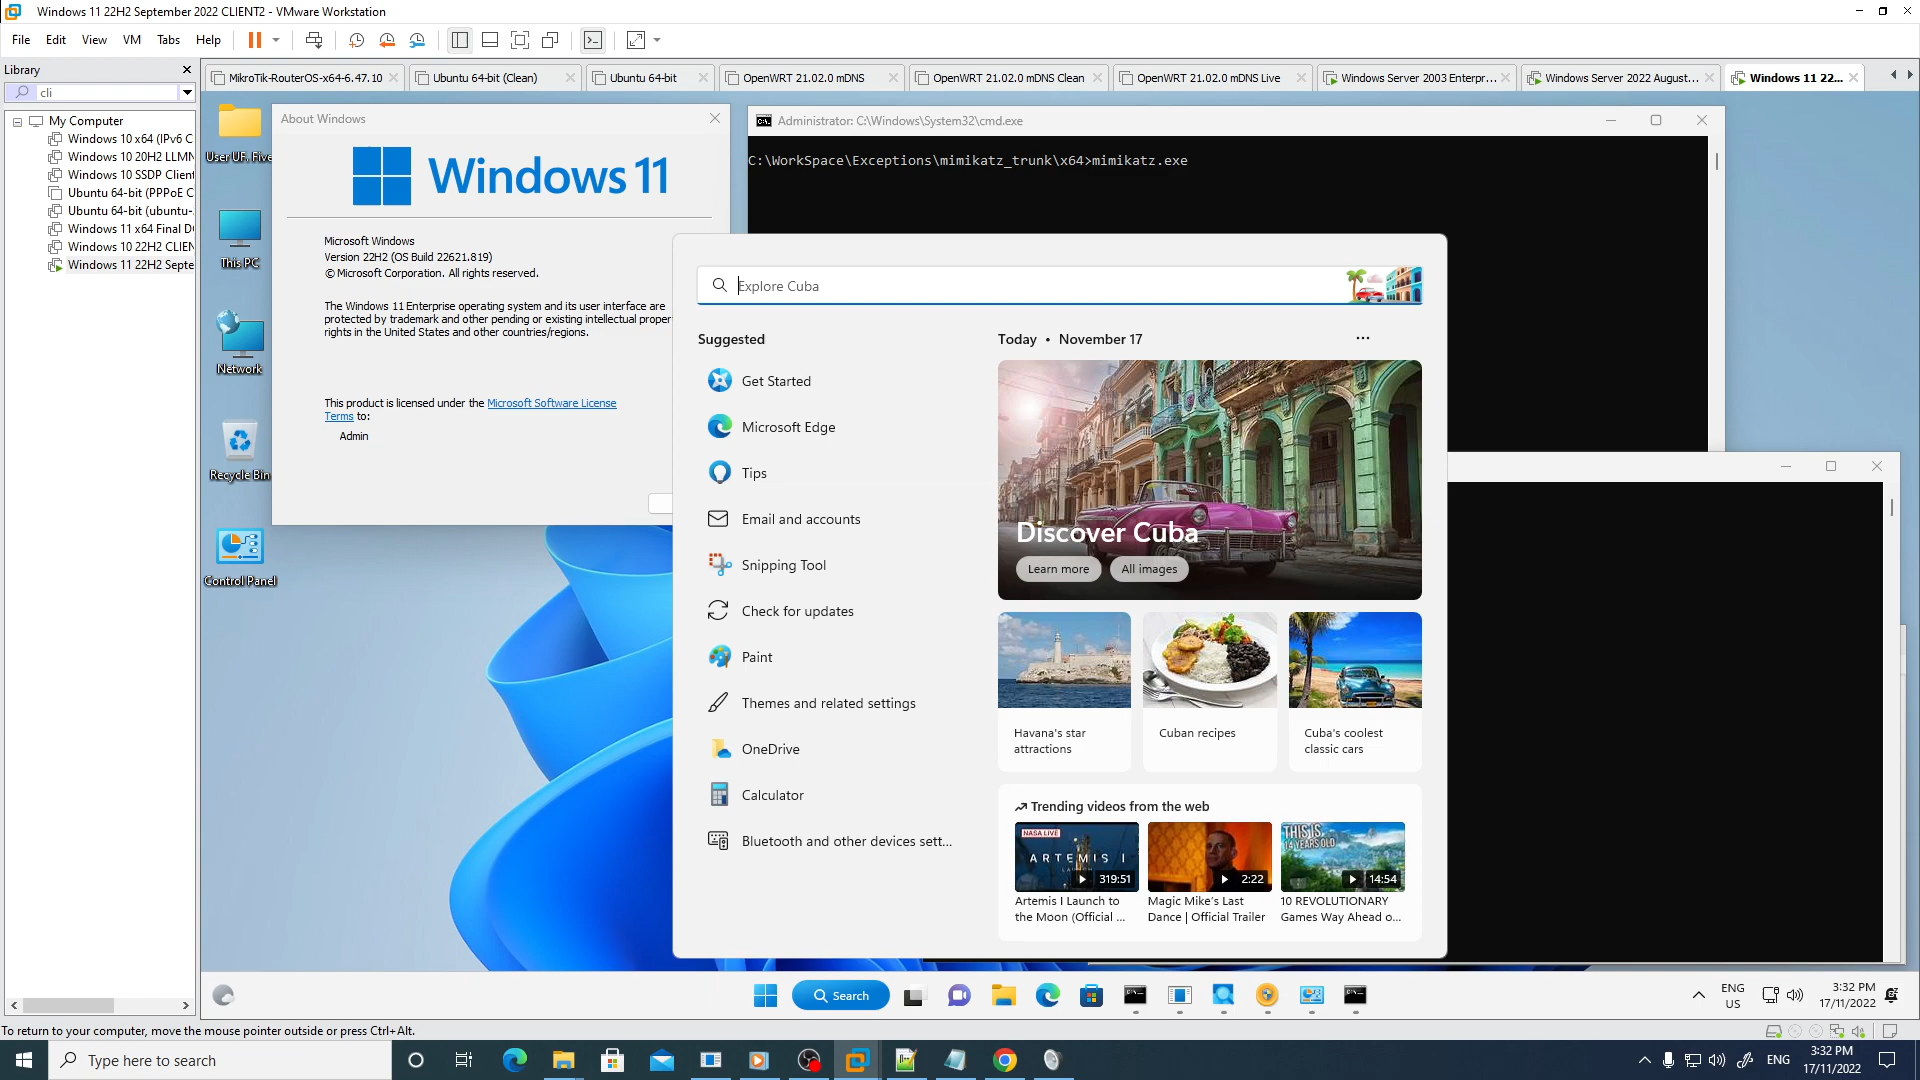 Windows 11 22H2 September 2022 CLIENT2 - VMware Workstation
File Edit View VM Tabs Help
Library
cli
My Computer
Windows 10 x64 (IPv6 C
Windows 10 20H2 LLMN
Windows 10 SSDP Client
Ubuntu 64-bit (PPPoE C
Ubuntu 64-bit (ubuntu-
Windows 11 x64 Final D
Windows 10 22H2 CLIEN
Windows 11 22H2 Septe
MikroTik-RouterOS-x64-6.47.10
Ubuntu 64-bit (Clean)
Ubuntu 64-bit
OpenWRT 21.02.0 mDNS
OpenWRT 21.02.0 mDNS Clean
OpenWRT 21.02.0 mDNS Live
Windows Server 2003 Enterpr...
Windows Server 2022 August...
Windows 11 22...
User UF, Five
This PC
Network
Recycle Bin
Control Panel
About Windows
Windows 11
Microsoft Windows
Version 22H2 (OS Build 22621.819)
© Microsoft Corporation. All rights reserved.
The Windows 11 Enterprise operating system and its user interface are
protected by trademark and other pending or existing intellectual proper
rights in the United States and other countries/regions.
This product is licensed under the Microsoft Software License
Terms to:
Admin
Administrator: C:\Windows\System32\cmd.exe
C:\WorkSpace\Exceptions\mimikatz_trunk\x64>mimikatz.exe
Explore Cuba
Suggested
Get Started
Microsoft Edge
Tips
Email and accounts
Snipping Tool
Check for updates
Paint
Themes and related settings
OneDrive
Calculator
Bluetooth and other devices sett...
Today • November 17
Discover Cuba
Learn more
All images
Havana's star
attractions
Cuban recipes
Cuba's coolest
classic cars
Trending videos from the web
NASA LIVE
ARTEMIS I
319:51
Artemis I Launch to
the Moon (Official ...
2:22
Magic Mike's Last
Dance | Official Trailer
THIS IS
14 YEARS OLD
14:54
10 REVOLUTIONARY
Games Way Ahead o...
Search
ENG
US
3:32 PM
17/11/2022
To return to your computer, move the mouse pointer outside or press Ctrl+Alt.
Type here to search
ENG
3:32 PM
17/11/2022